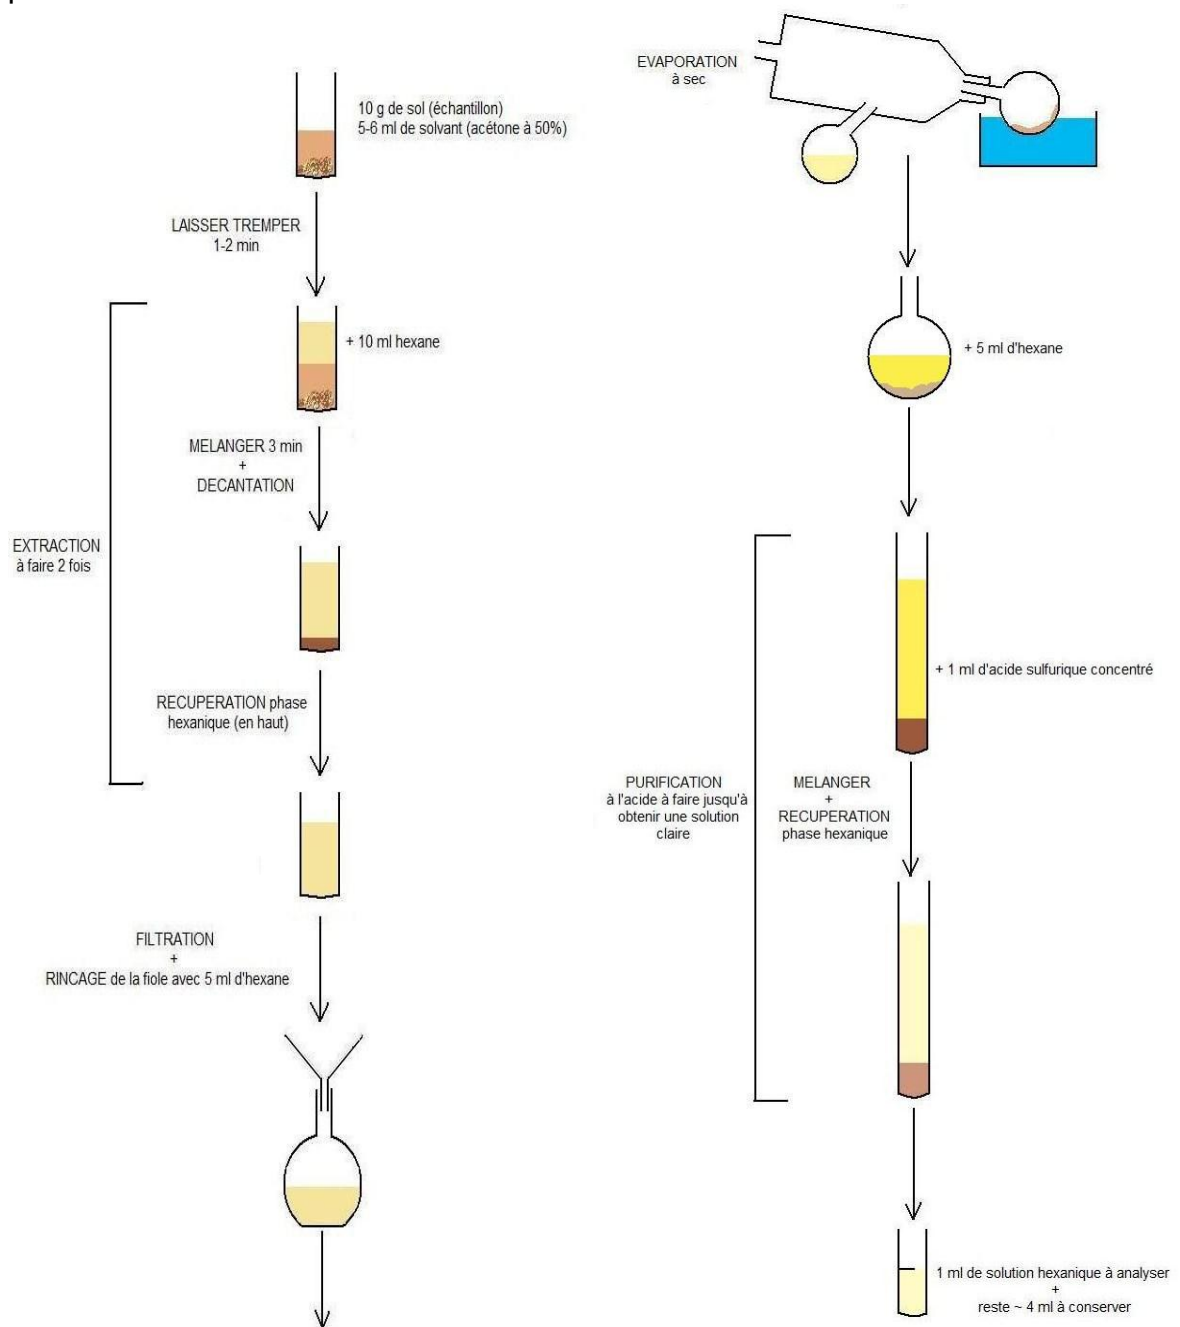 10 g de sol (échantillon)
5-6 ml de solvant (acétone à 50%)
LAISSER TREMPER
1-2 min
+ 10 ml hexane
MELANGER 3 min
+
DECANTATION
EXTRACTION
à faire 2 fois
RECUPERATION phase
hexanique (en haut)
FILTRATION
+
RINCAGE de la fiole avec 5 ml d'hexane
EVAPORATION
à sec
+ 5 ml d'hexane
+ 1 ml d'acide sulfurique concentré
PURIFICATION
à l'acide à faire jusqu'à
obtenir une solution
claire
MELANGER
+
RECUPERATION
phase hexanique
1 ml de solution hexanique à analyser
+
reste ~ 4 ml à conserver